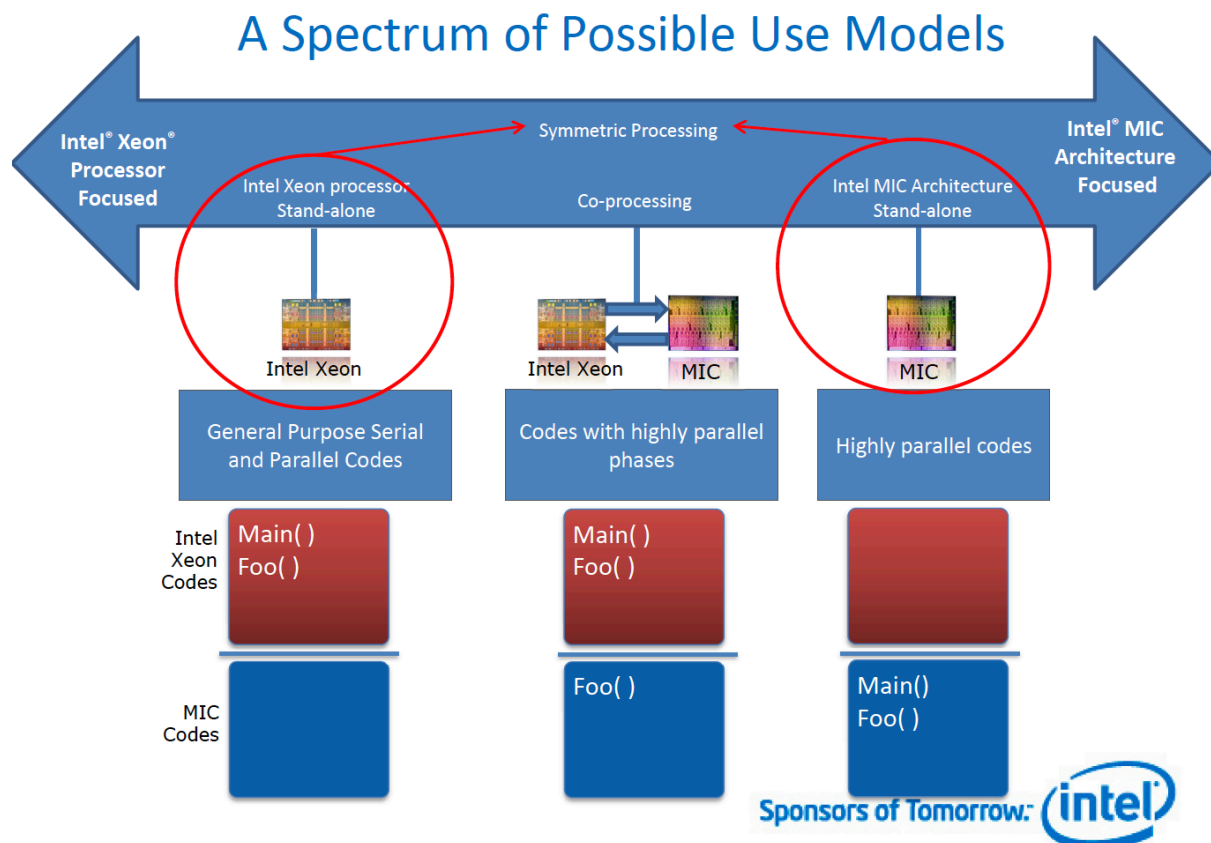 A Spectrum of Possible Use Models
Intel® Xeon®
Processor
Focused
Symmetric Processing
Intel® MIC
Architecture
Focused
Intel Xeon processor
Stand-alone
Co-processing
Intel MIC Architecture
Stand-alone
Intel Xeon
Intel Xeon
MIC
MIC
General Purpose Serial
and Parallel Codes
Codes with highly parallel
phases
Highly parallel codes
Intel
Xeon
Codes
Main( )
Foo( )
Main( )
Foo( )
MIC
Codes
Foo( )
Main()
Foo( )
Sponsors of Tomorrow.™
intel